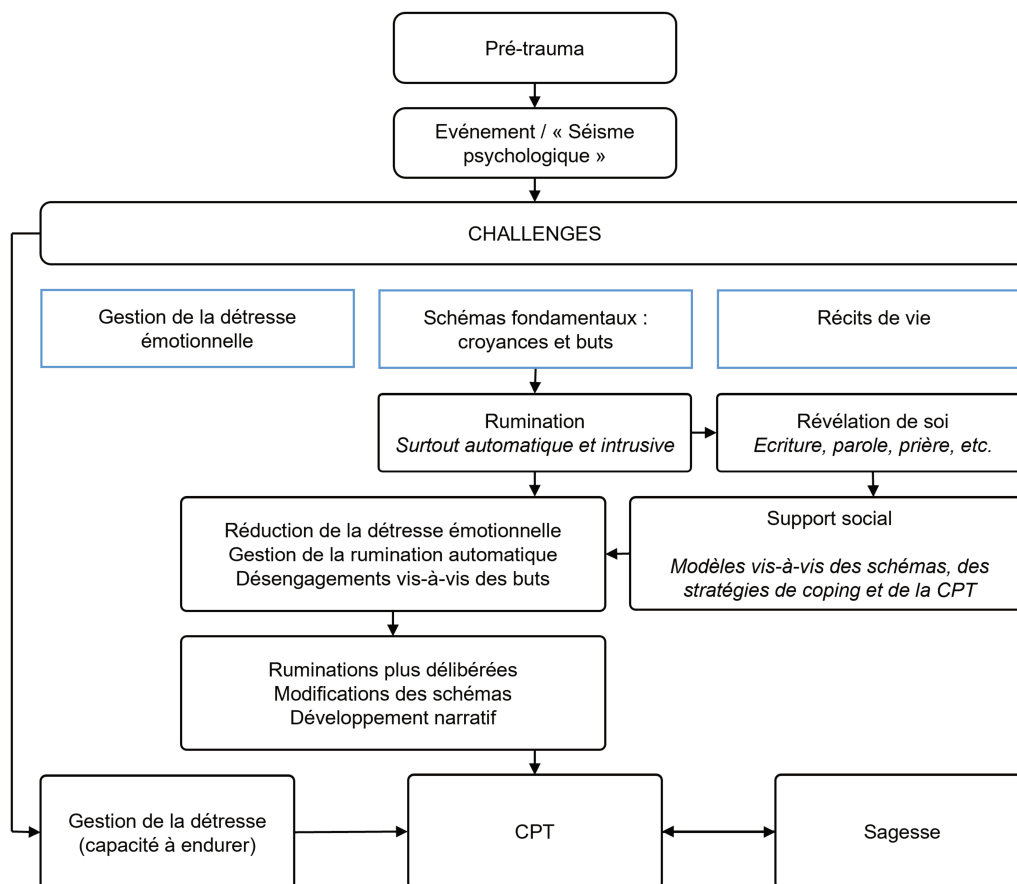 Pré-trauma
Evénement / « Séisme
psychologique »
CHALLENGES
Gestion de la détresse
émotionnelle
Schémas fondamentaux :
croyances et buts
Récits de vie
Rumination
Surtout automatique et intrusive
Révélation de soi
Ecriture, parole, prière, etc.
Réduction de la détresse émotionnelle
Gestion de la rumination automatique
Désengagements vis-à-vis des buts
Support social
Modèles vis-à-vis des schémas, des
stratégies de coping et de la CPT
Ruminations plus délibérées
Modifications des schémas
Développement narratif
Gestion de la détresse
(capacité à endurer)
CPT
Sagesse